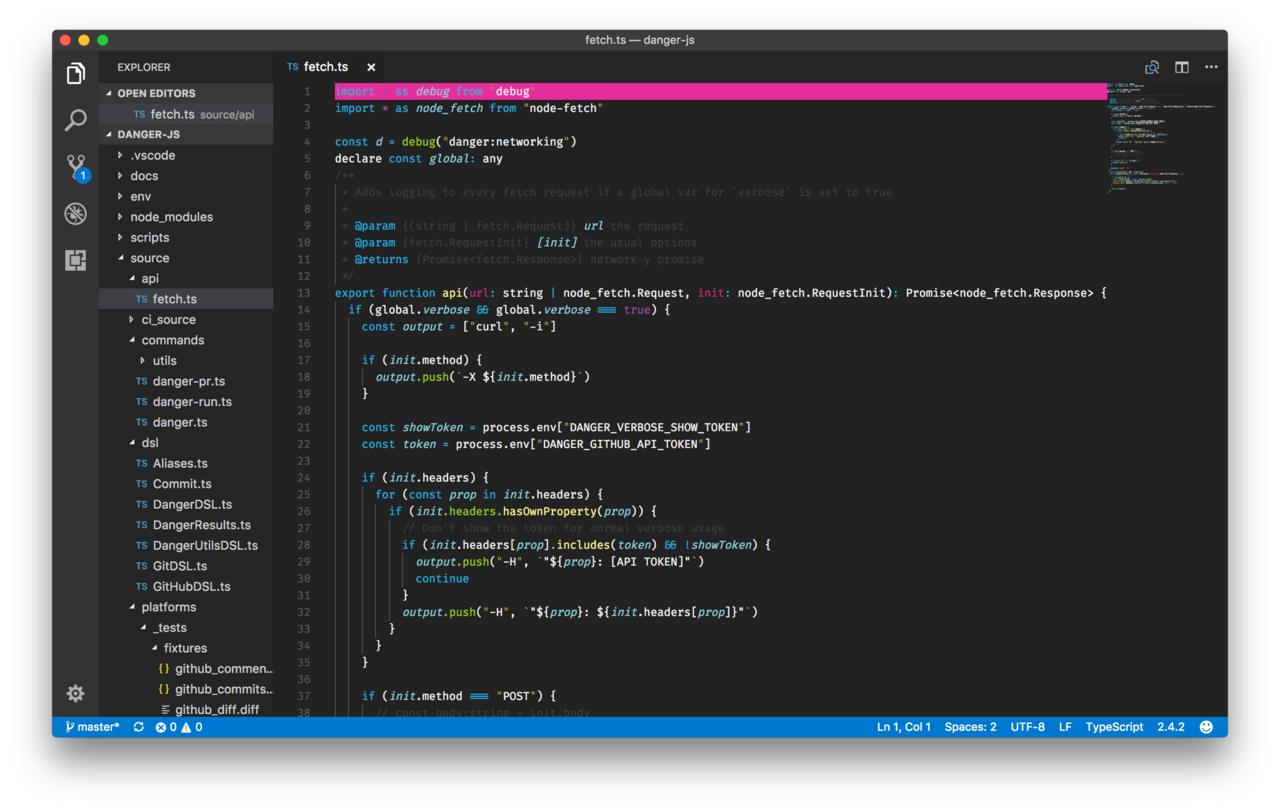 fetch.ts — danger-js
EXPLORER
OPEN EDITORS
TS fetch.ts source/api
DANGER-JS
.vscode
docs
env
node_modules
scripts
source
api
TS fetch.ts
ci_source
commands
utils
TS danger-pr.ts
TS danger-run.ts
TS danger.ts
dsl
TS Aliases.ts
TS Commit.ts
TS DangerDSL.ts
TS DangerResults.ts
TS DangerUtilsDSL.ts
TS GitDSL.ts
TS GitHubDSL.ts
platforms
_tests
fixtures
{} github_commen...
{} github_commits...
github_diff.diff
1
TS fetch.ts ×
1 import * as debug from "debug"
2 import * as node_fetch from "node-fetch"
3
4 const d = debug("danger:networking")
5 declare const global: any
6 /**
7 * Adds logging to every fetch request if a global var for `verbose` is set to true
8 *
9 * @param {(string | fetch.Request)} url the request
10 * @param {fetch.RequestInit} [init] the usual options
11 * @returns {Promise<fetch.Response>} network-y promise
12 */
13 export function api(url: string | node_fetch.Request, init: node_fetch.RequestInit): Promise<node_fetch.Response> {
14 if (global.verbose && global.verbose === true) {
15 const output = ["curl", "-i"]
16
17 if (init.method) {
18 output.push(`-X ${init.method}`)
19 }
20
21 const showToken = process.env["DANGER_VERBOSE_SHOW_TOKEN"]
22 const token = process.env["DANGER_GITHUB_API_TOKEN"]
23
24 if (init.headers) {
25 for (const prop in init.headers) {
26 if (init.headers.hasOwnProperty(prop)) {
27 // Don't show the token for normal verbose usage
28 if (init.headers[prop].includes(token) && !showToken) {
29 output.push("-H", `"${prop}: [API TOKEN]"`)
30 continue
31 }
32 output.push("-H", `"${prop}: ${init.headers[prop]}"`)
33 }
34 }
35 }
36
37 if (init.method === "POST") {
38 // const body:string = init.body
master* 0 0 Ln 1, Col 1 Spaces: 2 UTF-8 LF TypeScript 2.4.2